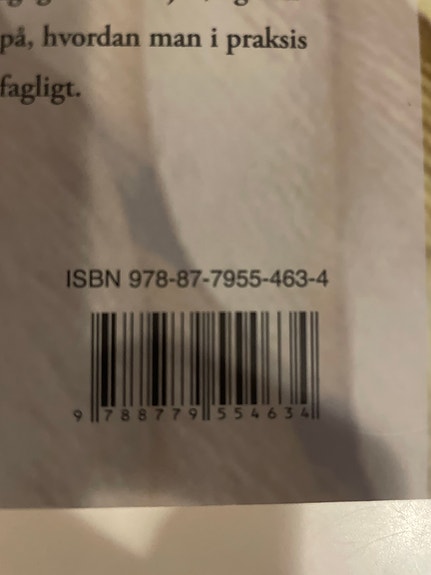 på, hvordan man i praksis
fagligt.
ISBN 978-87-7955-463-4
9 788779 554634